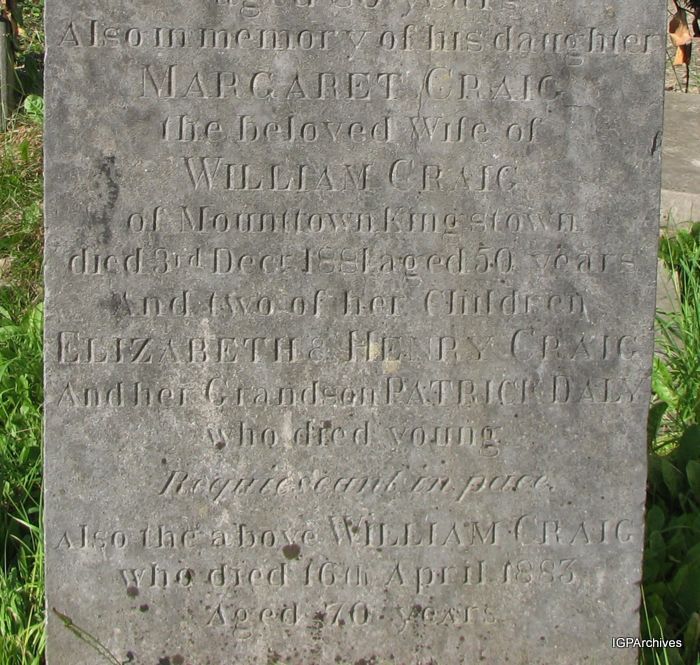 aged 80 years
Also in memory of his daughter
MARGARET CRAIG
the beloved Wife of
WILLIAM CRAIG
of Mounttown Kingstown
died 3rd Decr. 1881 aged 50 years
And two of her Children
ELIZABETH & HENRY CRAIG
And her Grandson PATRICK DALY
who died young
Requiescant in pace
Also the above WILLIAM CRAIG
who died 16th April 1883
Aged 70 years
IGPArchives